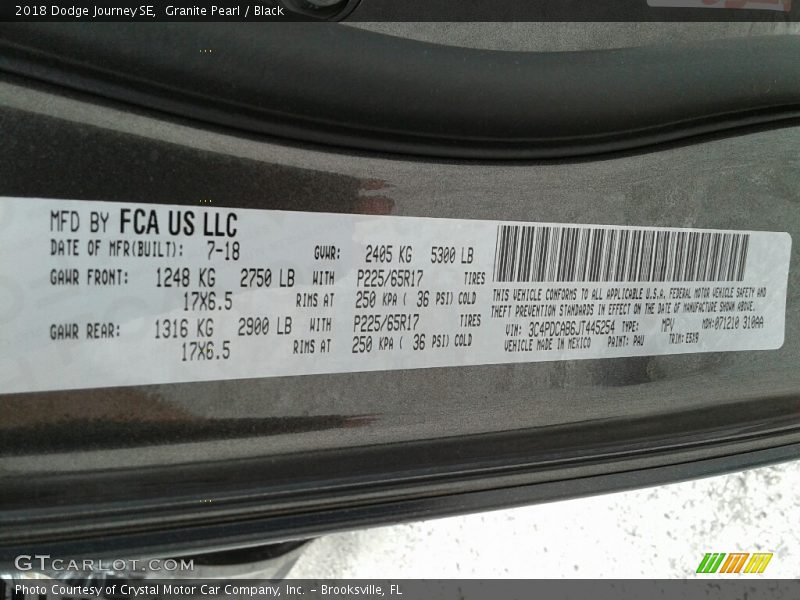 2018 Dodge Journey SE,  Granite Pearl / Black
MFD BY FCA US LLC
DATE OF MFR(BUILT): 7-18 GVWR: 2405 KG 5300 LB
GAWR FRONT: 1248 KG 2750 LB WITH P225/65R17 TIRES
17X6.5 RIMS AT 250 KPA ( 36 PSI) COLD
GAWR REAR: 1316 KG 2900 LB WITH P225/65R17 TIRES
17X6.5 RIMS AT 250 KPA ( 36 PSI) COLD
THIS VEHICLE CONFORMS TO ALL APPLICABLE U.S.A. FEDERAL MOTOR VEHICLE SAFETY AND
THEFT PREVENTION STANDARDS IN EFFECT ON THE DATE OF MANUFACTURE SHOWN ABOVE.
VIN: 3C4PDCAB6JT445254 TYPE: MPV MDH:071210 310AA
VEHICLE MADE IN MEXICO PAINT: PAU TRIM: E5X9
GTCARLOT.COM
Photo Courtesy of Crystal Motor Car Company, Inc. – Brooksville, FL